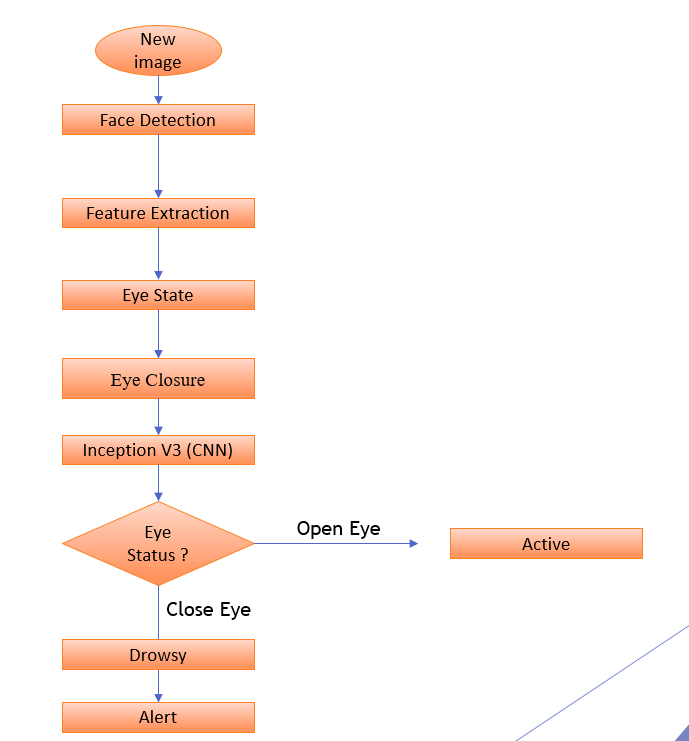 New
image
Face Detection
Feature Extraction
Eye State
Eye Closure
Inception V3 (CNN)
Eye
Status ?
Open Eye
Active
Close Eye
Drowsy
Alert